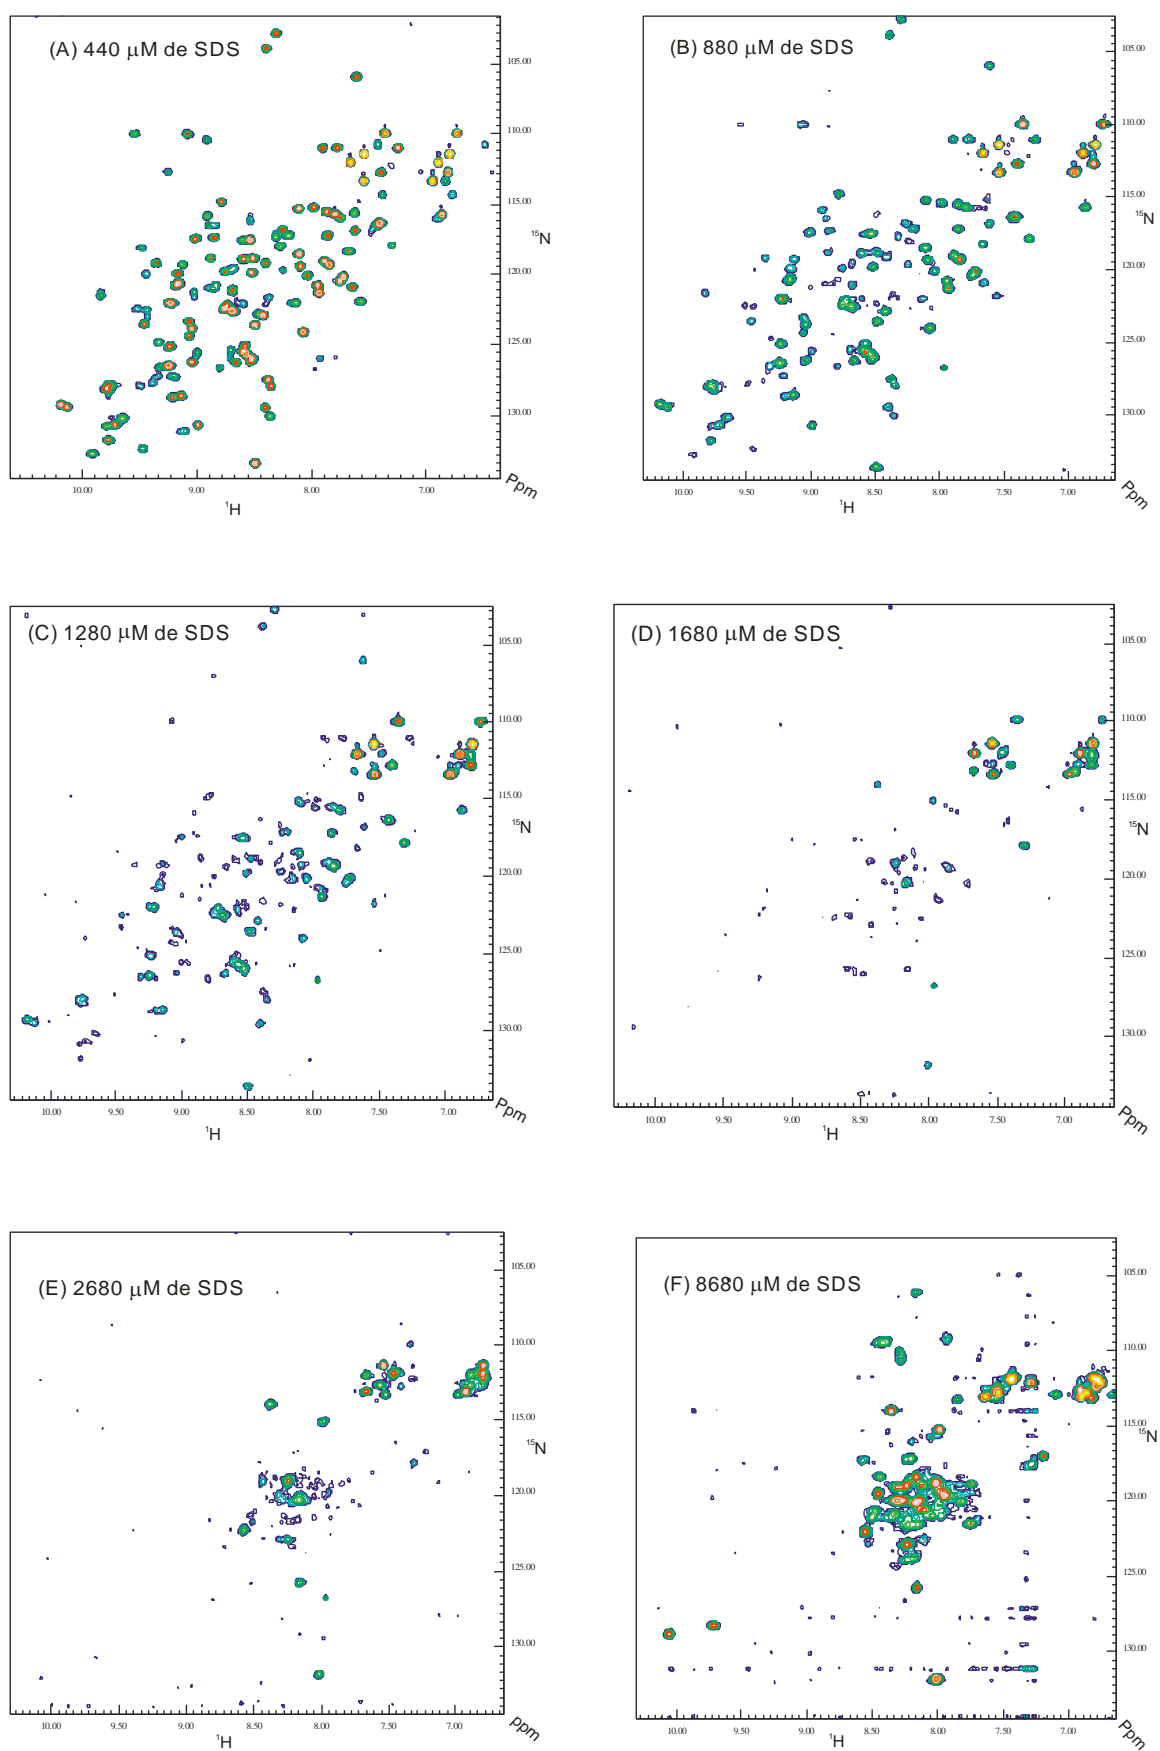 (A) 440 μM de SDS
105.00
110.00
115.00
15N
120.00
125.00
130.00
10.00 9.00 8.00 7.00
Ppm
1H
(B) 880 μM de SDS
105.00
110.00
115.00
15N
120.00
125.00
130.00
10.00 9.50 9.00 8.50 8.00 7.50 7.00
Ppm
1H
(C) 1280 μM de SDS
105.00
110.00
115.00
15N
120.00
125.00
130.00
10.00 9.50 9.00 8.50 8.00 7.50 7.00
Ppm
1H
(D) 1680 μM de SDS
105.00
110.00
115.00
15N
120.00
125.00
130.00
10.00 9.50 9.00 8.50 8.00 7.50 7.00
Ppm
1H
(E) 2680 μM de SDS
105.00
110.00
115.00
15N
120.00
125.00
130.00
10.00 9.50 9.00 8.50 8.00 7.50 7.00
ppm
1H
(F) 8680 μM de SDS
105.00
110.00
115.00
15N
120.00
125.00
130.00
10.00 9.50 9.00 8.50 8.00 7.50 7.00
Ppm
1H